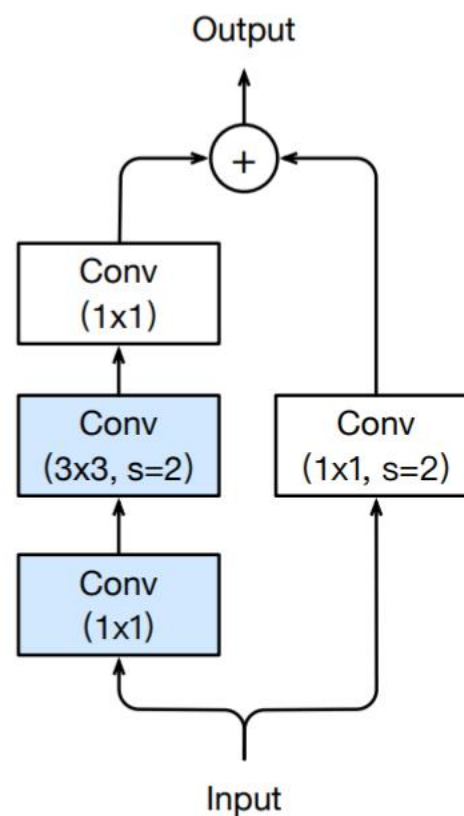 Output
+
Conv
(1x1)
Conv
(3x3, s=2)
Conv
(1x1, s=2)
Conv
(1x1)
Input